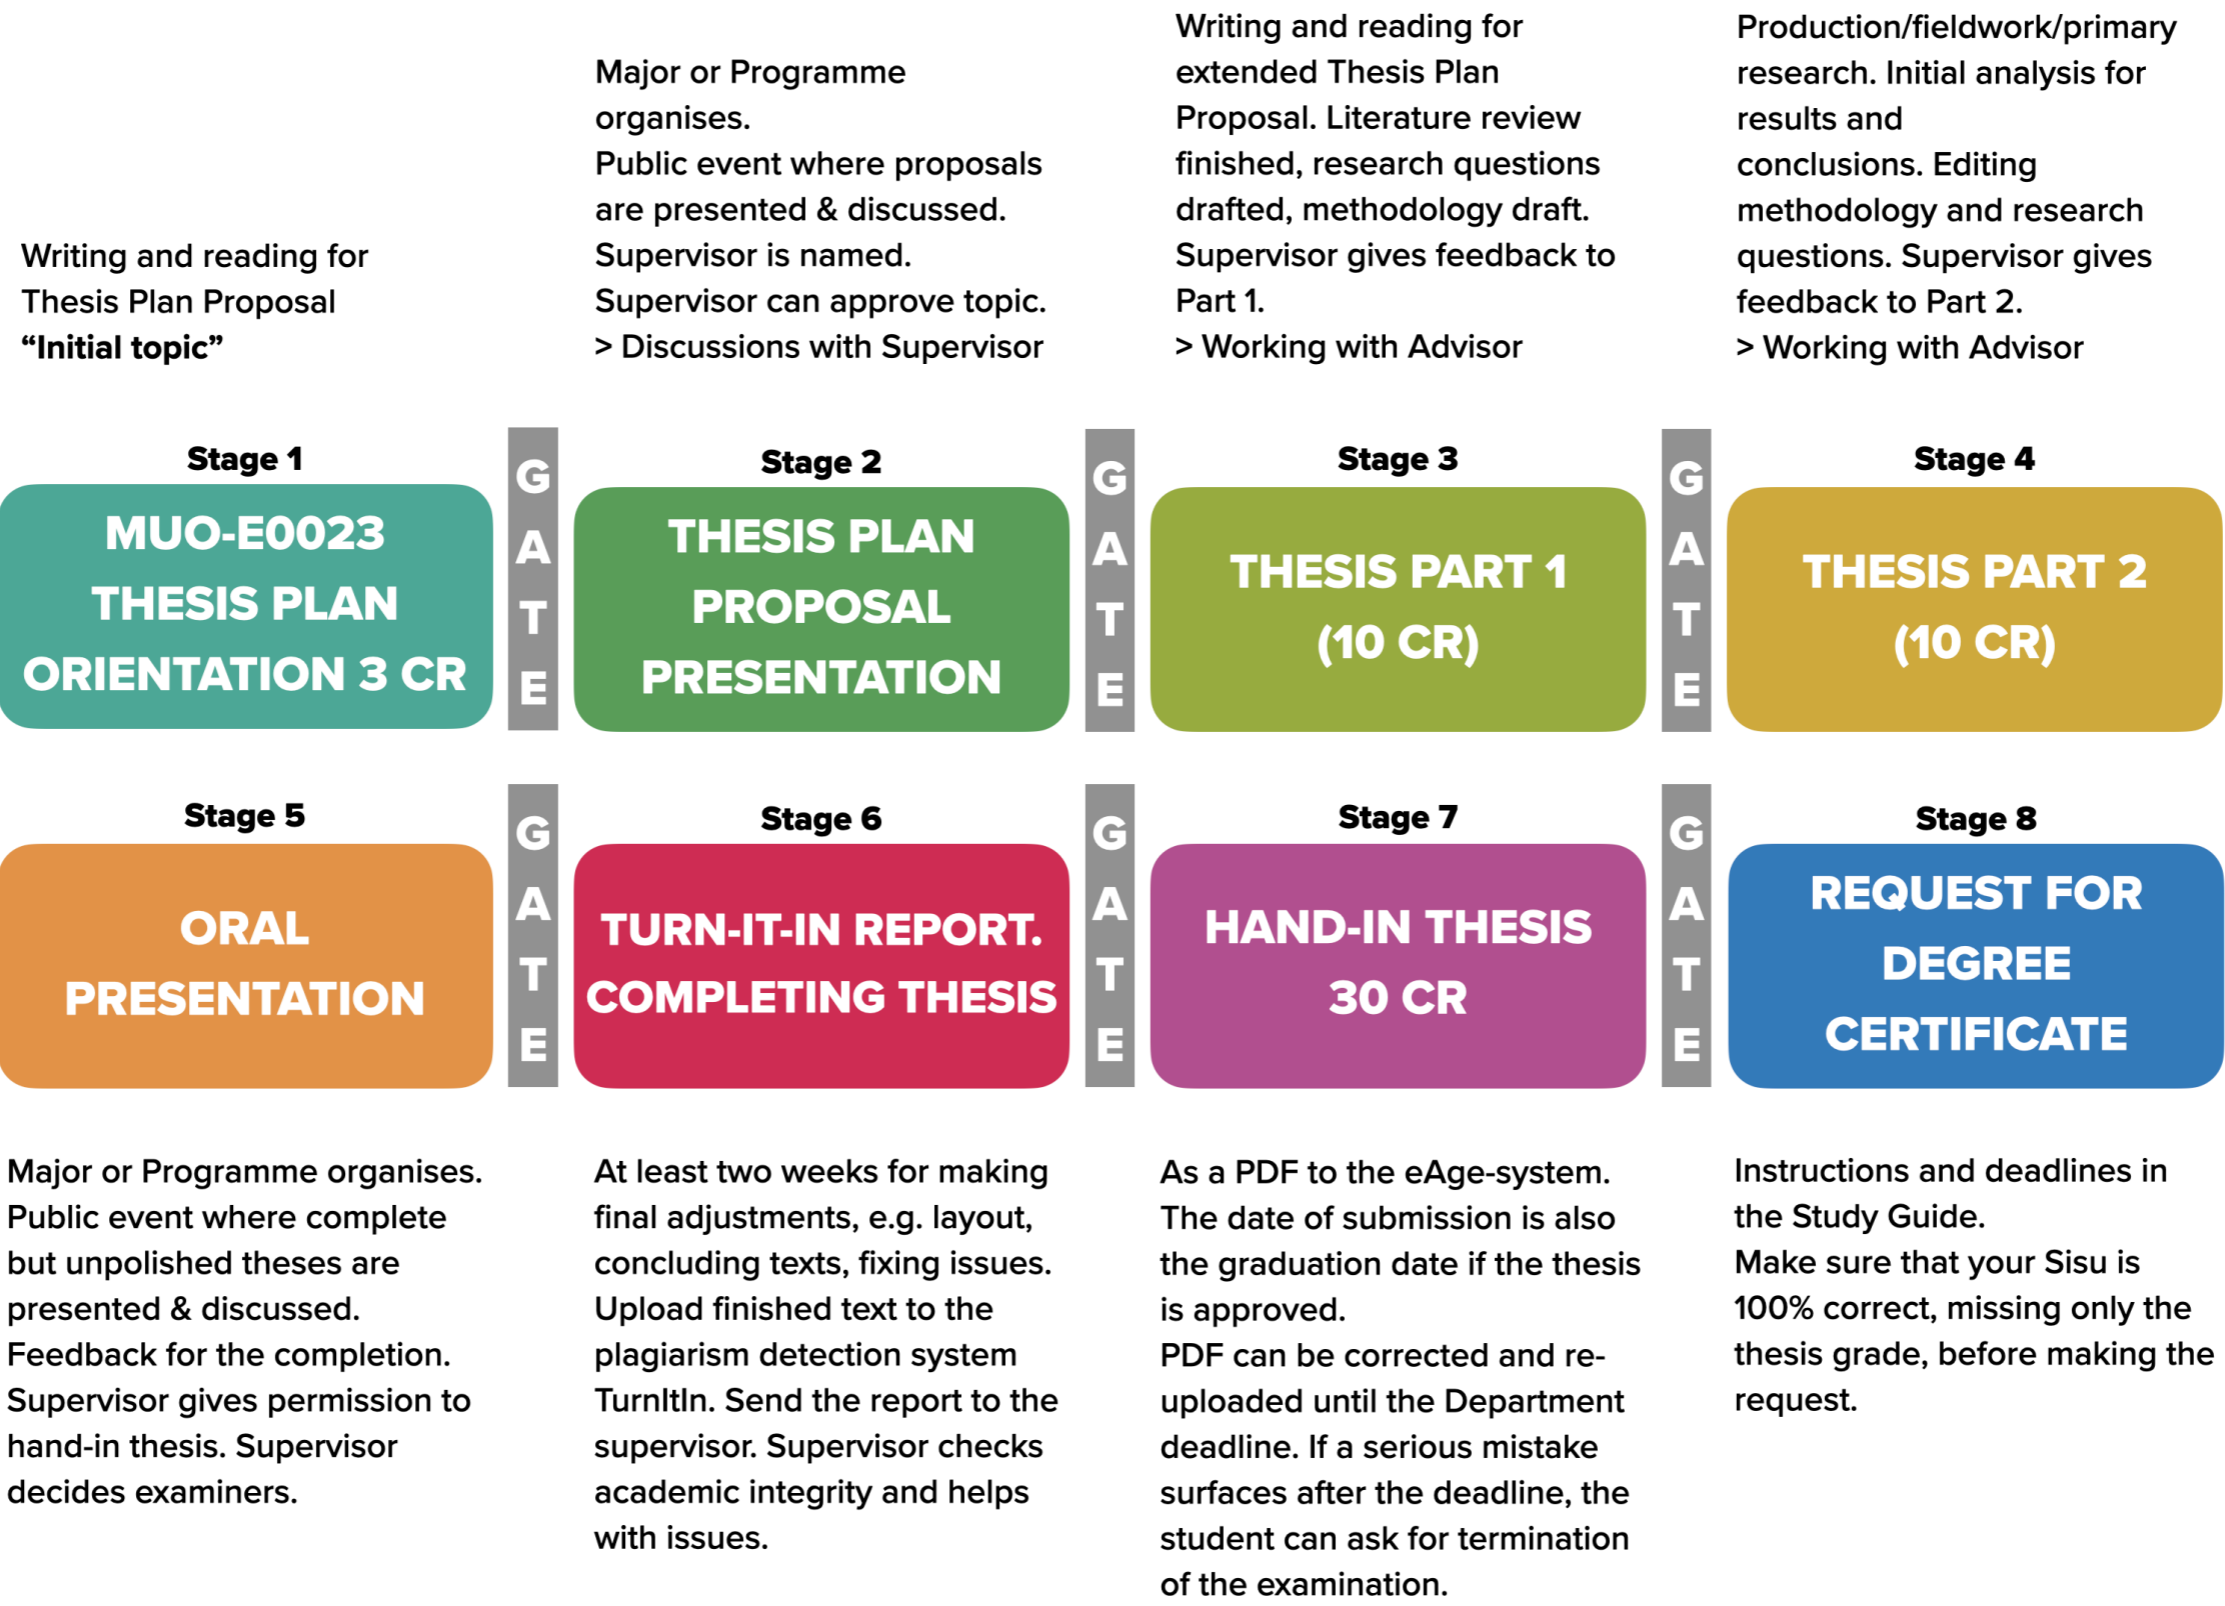 Writing and reading for
Thesis Plan Proposal
“Initial topic”
Major or Programme
organises.
Public event where proposals
are presented & discussed.
Supervisor is named.
Supervisor can approve topic.
> Discussions with Supervisor
Writing and reading for
extended Thesis Plan
Proposal. Literature review
finished, research questions
drafted, methodology draft.
Supervisor gives feedback to
Part 1.
> Working with Advisor
Production/fieldwork/primary
research. Initial analysis for
results and
conclusions. Editing
methodology and research
questions. Supervisor gives
feedback to Part 2.
> Working with Advisor
Stage 1
MUO-E0023
THESIS PLAN
ORIENTATION 3 CR
GATE
Stage 2
THESIS PLAN
PROPOSAL
PRESENTATION
GATE
Stage 3
THESIS PART 1
(10 CR)
GATE
Stage 4
THESIS PART 2
(10 CR)
Stage 5
ORAL
PRESENTATION
GATE
Stage 6
TURN-IT-IN REPORT.
COMPLETING THESIS
GATE
Stage 7
HAND-IN THESIS
30 CR
GATE
Stage 8
REQUEST FOR
DEGREE
CERTIFICATE
Major or Programme organises.
Public event where complete
but unpolished theses are
presented & discussed.
Feedback for the completion.
Supervisor gives permission to
hand-in thesis. Supervisor
decides examiners.
At least two weeks for making
final adjustments, e.g. layout,
concluding texts, fixing issues.
Upload finished text to the
plagiarism detection system
TurnItIn. Send the report to the
supervisor. Supervisor checks
academic integrity and helps
with issues.
As a PDF to the eAge-system.
The date of submission is also
the graduation date if the thesis
is approved.
PDF can be corrected and re-
uploaded until the Department
deadline. If a serious mistake
surfaces after the deadline, the
student can ask for termination
of the examination.
Instructions and deadlines in
the Study Guide.
Make sure that your Sisu is
100% correct, missing only the
thesis grade, before making the
request.